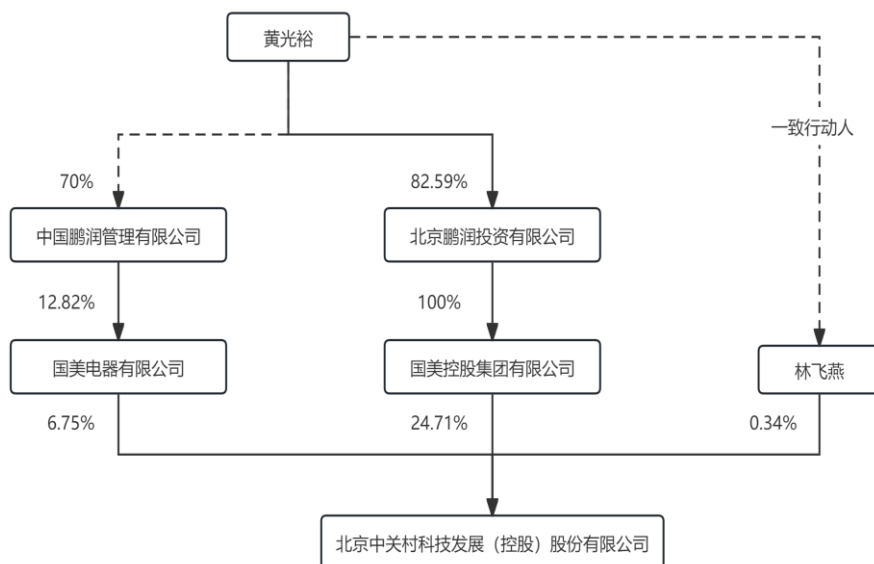 黄光裕
一致行动人
70%
82.59%
中国鹏润管理有限公司
北京鹏润投资有限公司
12.82%
100%
国美电器有限公司
国美控股集团有限公司
林飞燕
6.75%
24.71%
0.34%
北京中关村科技发展（控股）股份有限公司